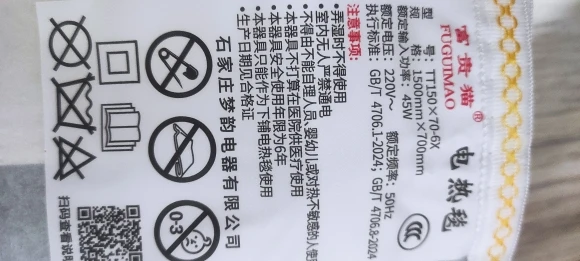 富贵猫®
FUGUIMAO
电热毯
型 号：TT150×70-6X
规 格：1500mm×700mm
额定输入功率：45W
额定电压：220V～ 额定频率：50Hz
执行标准：GB/T 4706.1-2024；GB/T 4706.8-2024
注意事项：
•弄湿时不得使用
•室内无人严禁通电
•不得由不能自理人员、婴幼儿或对热不敏感的人使
•本器具不打算在医院供医疗使用
•本器具安全使用年限为6年
•本器具只能作为下铺电热毯使用
•生产日期见合格证
石家庄梦韵电器有限公司
0-3
扫码查看说明